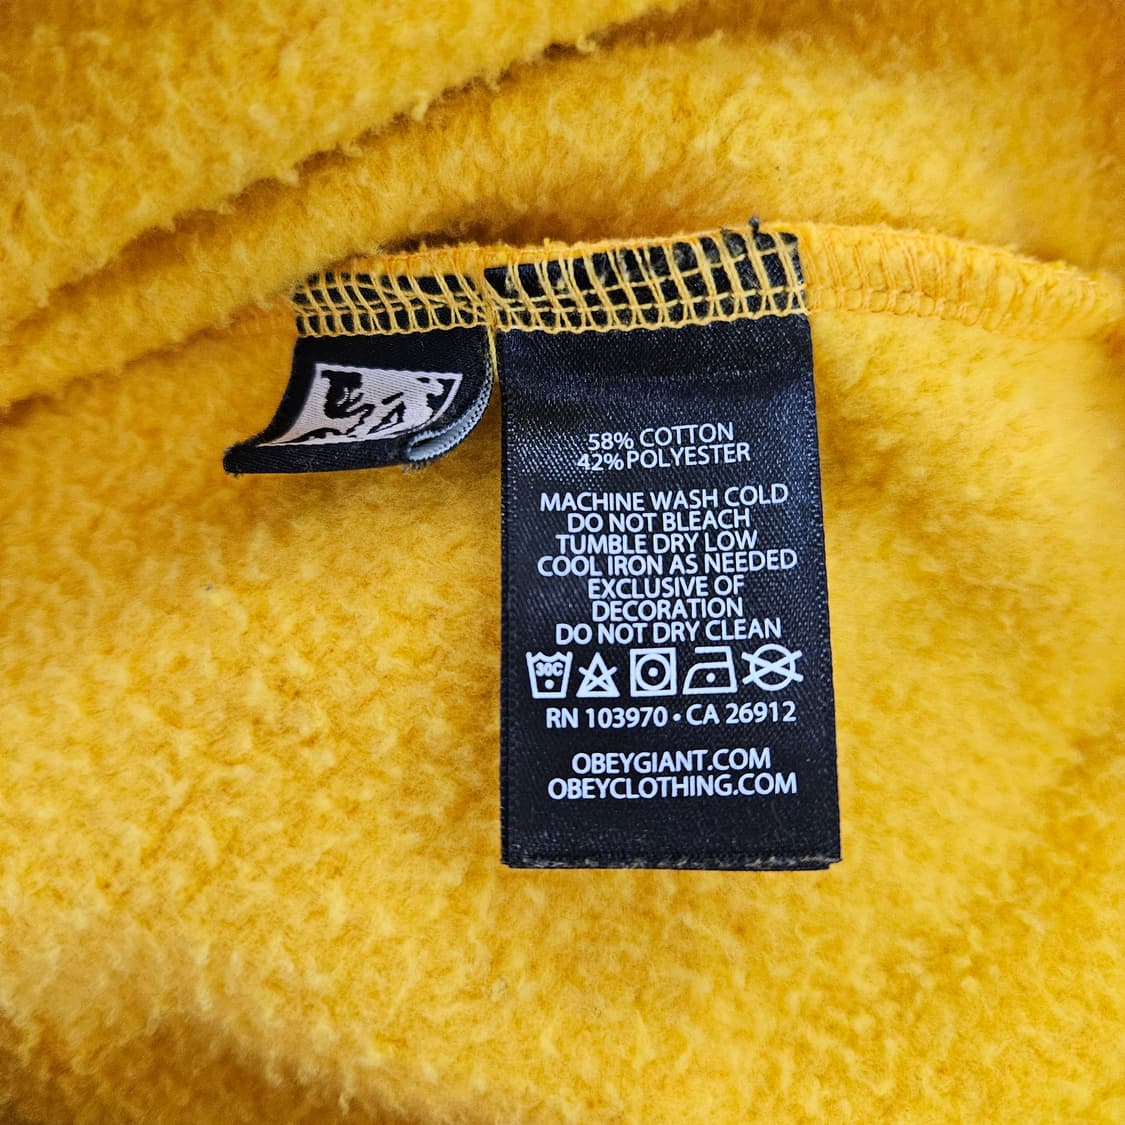 58% COTTON
42% POLYESTER
MACHINE WASH COLD
DO NOT BLEACH
TUMBLE DRY LOW
COOL IRON AS NEEDED
EXCLUSIVE OF
DECORATION
DO NOT DRY CLEAN
30C
RN 103970 • CA 26912
OBEYGIANT.COM
OBEYCLOTHING.COM